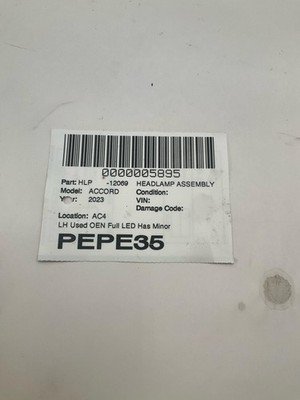 0000005895
Part: HLP -12069 HEADLAMP ASSEMBLY
Model: ACCORD Condition:
Year: 2023 VIN:
Damage Code:
Location: AC4
LH Used OEN Full LED Has Minor
PEPE35